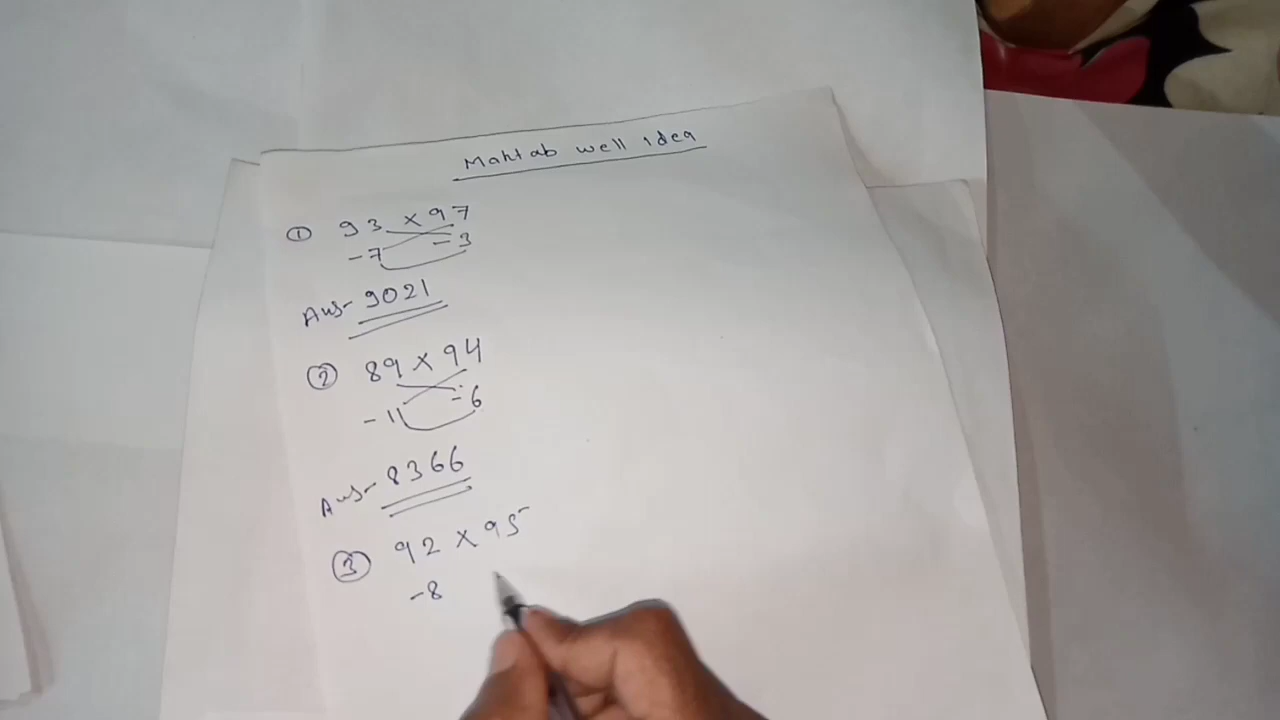 Mahtab well Idea
① 93 × 97
-7 -3
Ans- 9021
② 89 × 94
-11 -6
Ans- 8366
③ 92 × 95
-8